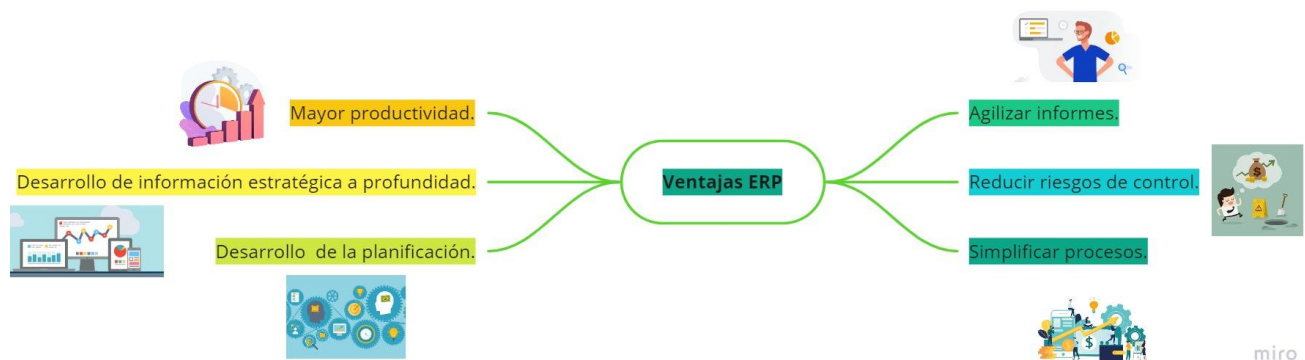 Mayor productividad.
Desarrollo de información estratégica a profundidad.
Desarrollo  de la planificación.
Ventajas ERP
Agilizar informes.
Reducir riesgos de control.
Simplificar procesos.
miro